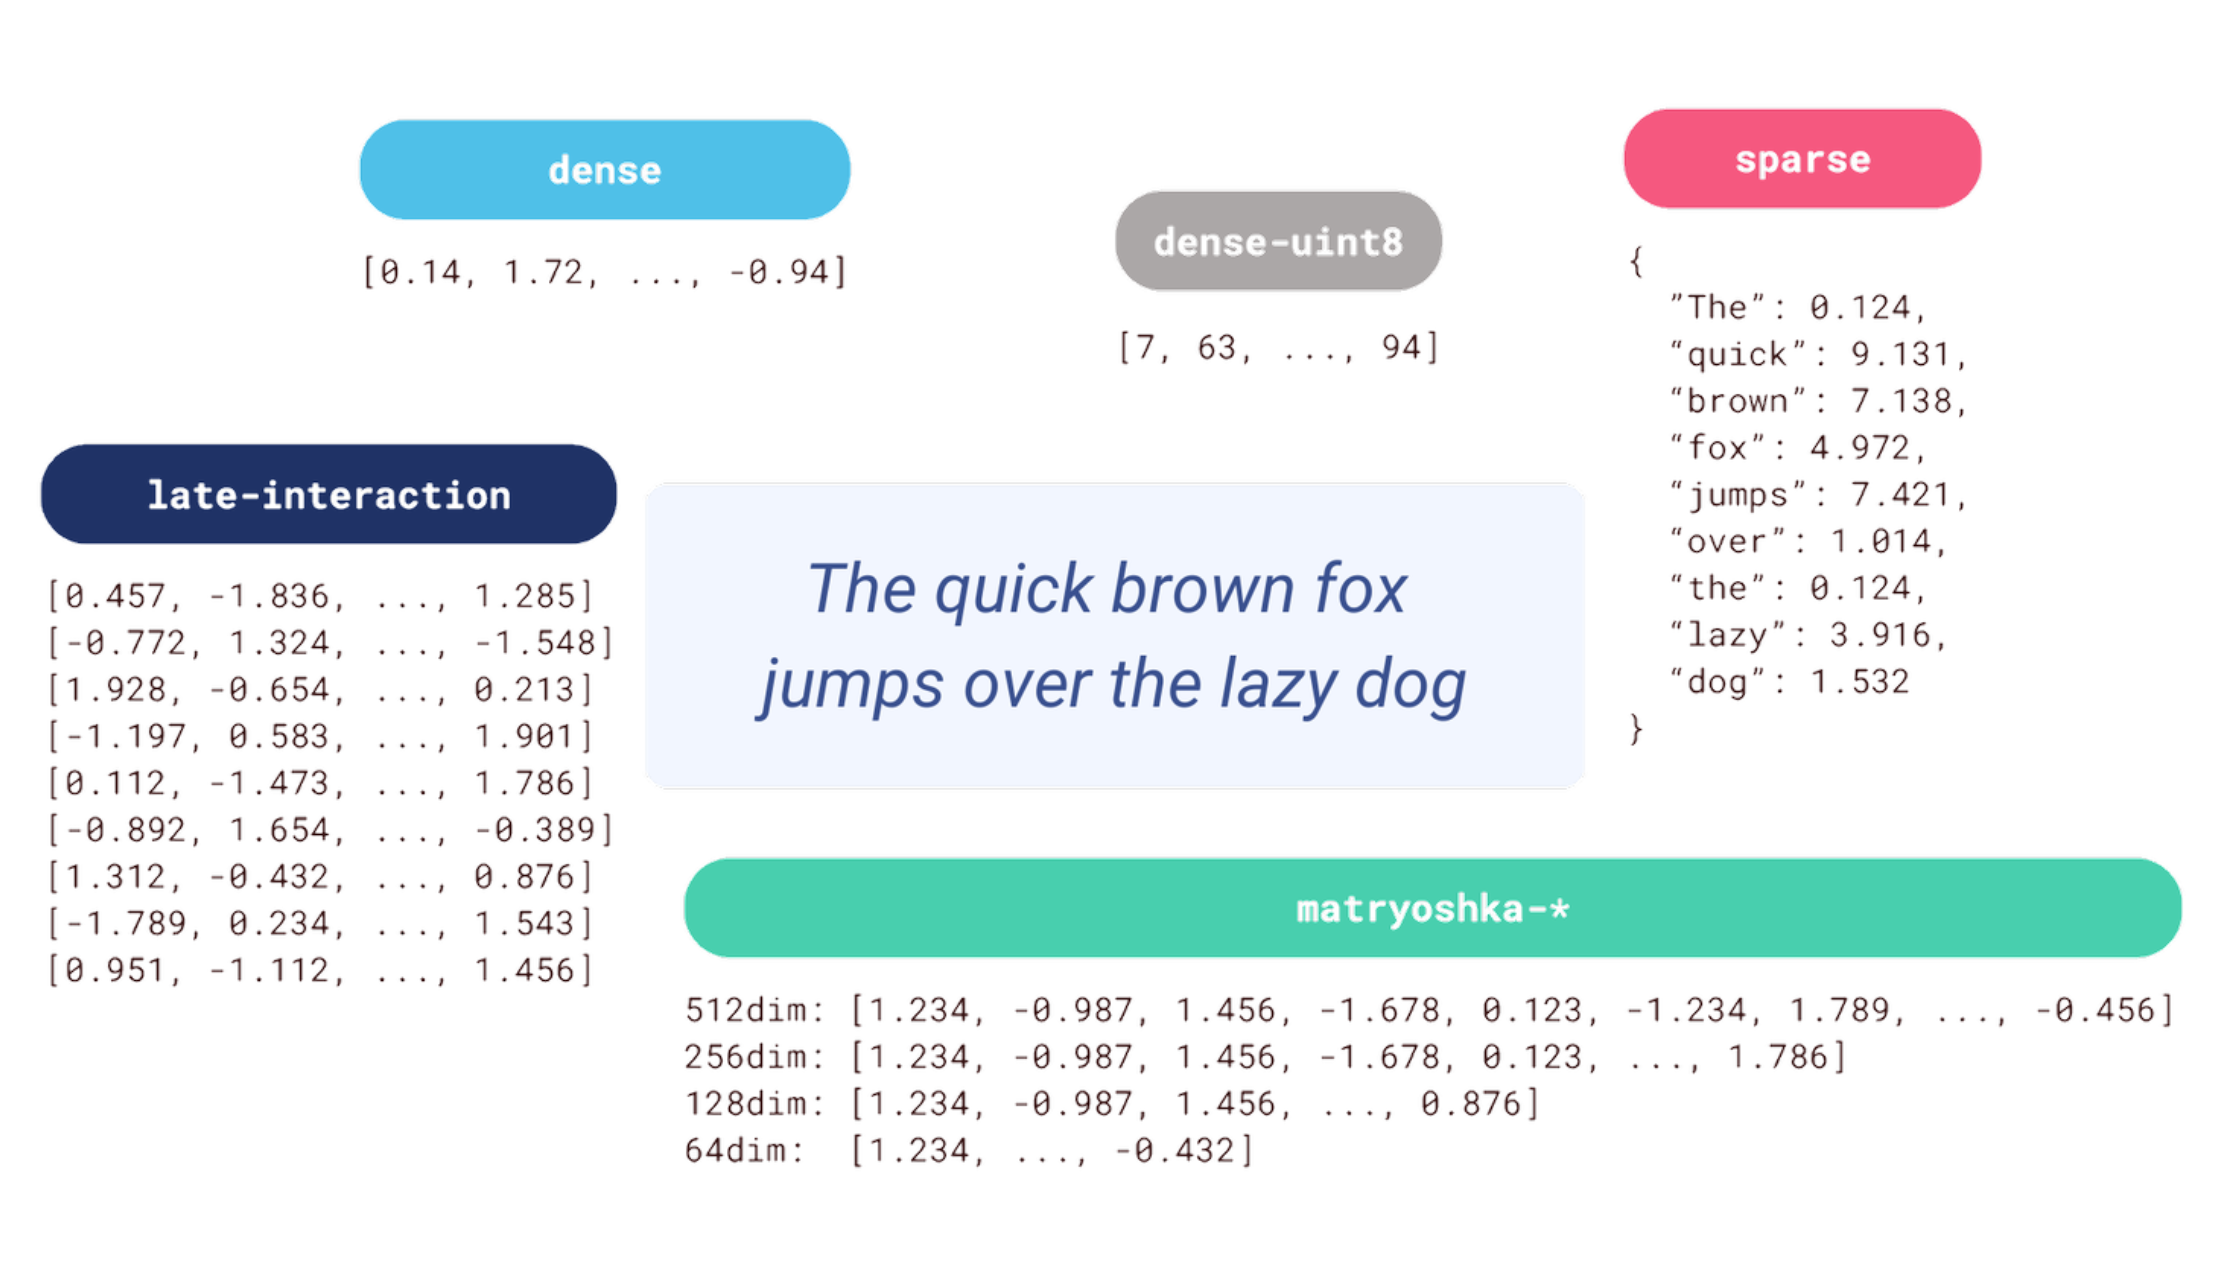 dense
[0.14, 1.72, ..., -0.94]
dense-uint8
[7, 63, ..., 94]
sparse
{
”The”: 0.124,
“quick”: 9.131,
“brown”: 7.138,
“fox”: 4.972,
“jumps”: 7.421,
“over”: 1.014,
“the”: 0.124,
“lazy”: 3.916,
“dog”: 1.532
}
late-interaction
[0.457, -1.836, ..., 1.285]
[-0.772, 1.324, ..., -1.548]
[1.928, -0.654, ..., 0.213]
[-1.197, 0.583, ..., 1.901]
[0.112, -1.473, ..., 1.786]
[-0.892, 1.654, ..., -0.389]
[1.312, -0.432, ..., 0.876]
[-1.789, 0.234, ..., 1.543]
[0.951, -1.112, ..., 1.456]
The quick brown fox
jumps over the lazy dog
matryoshka-*
512dim: [1.234, -0.987, 1.456, -1.678, 0.123, -1.234, 1.789, ..., -0.456]
256dim: [1.234, -0.987, 1.456, -1.678, 0.123, ..., 1.786]
128dim: [1.234, -0.987, 1.456, ..., 0.876]
64dim: [1.234, ..., -0.432]